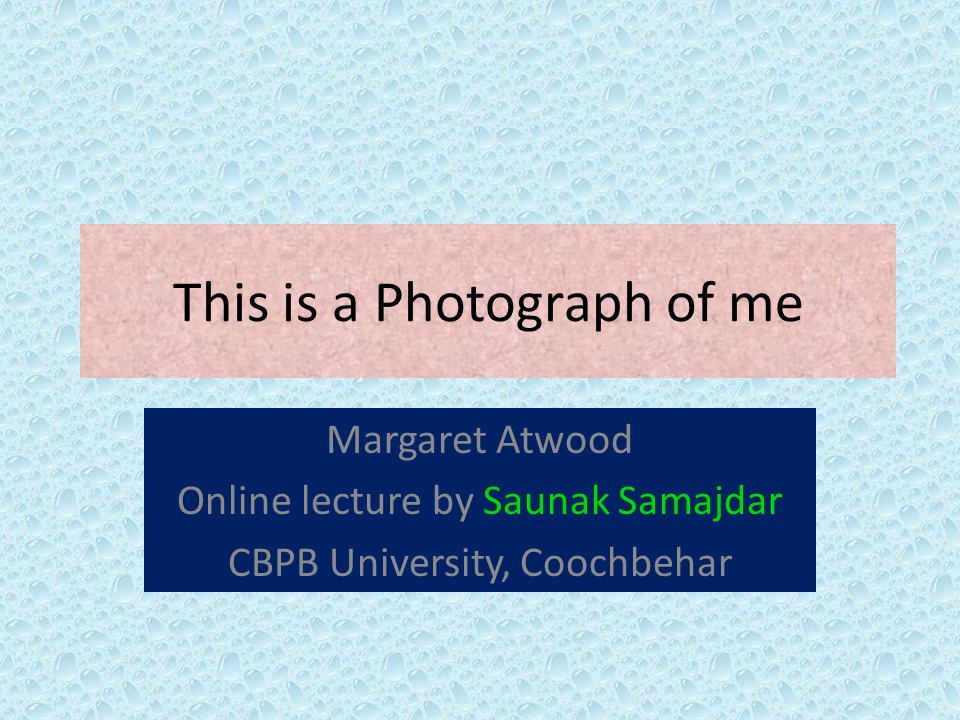 This is a Photograph of me
Margaret Atwood
Online lecture by Saunak Samajdar
CBPB University, Coochbehar